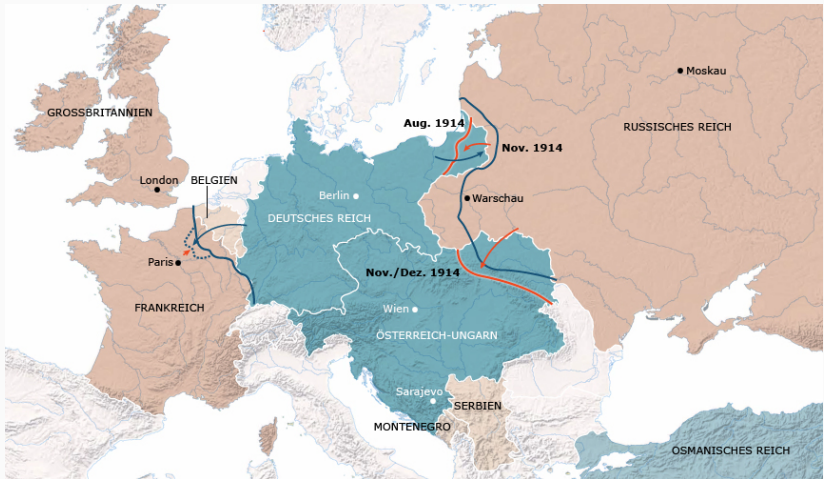 Moskau
GROSSBRITANNIEN
Aug. 1914
RUSSISCHES REICH
Nov. 1914
London
BELGIEN
Berlin
Warschau
DEUTSCHES REICH
Paris
Nov./Dez. 1914
FRANKREICH
Wien
ÖSTERREICH-UNGARN
Sarajevo
SERBIEN
MONTENEGRO
OSMANISCHES REICH